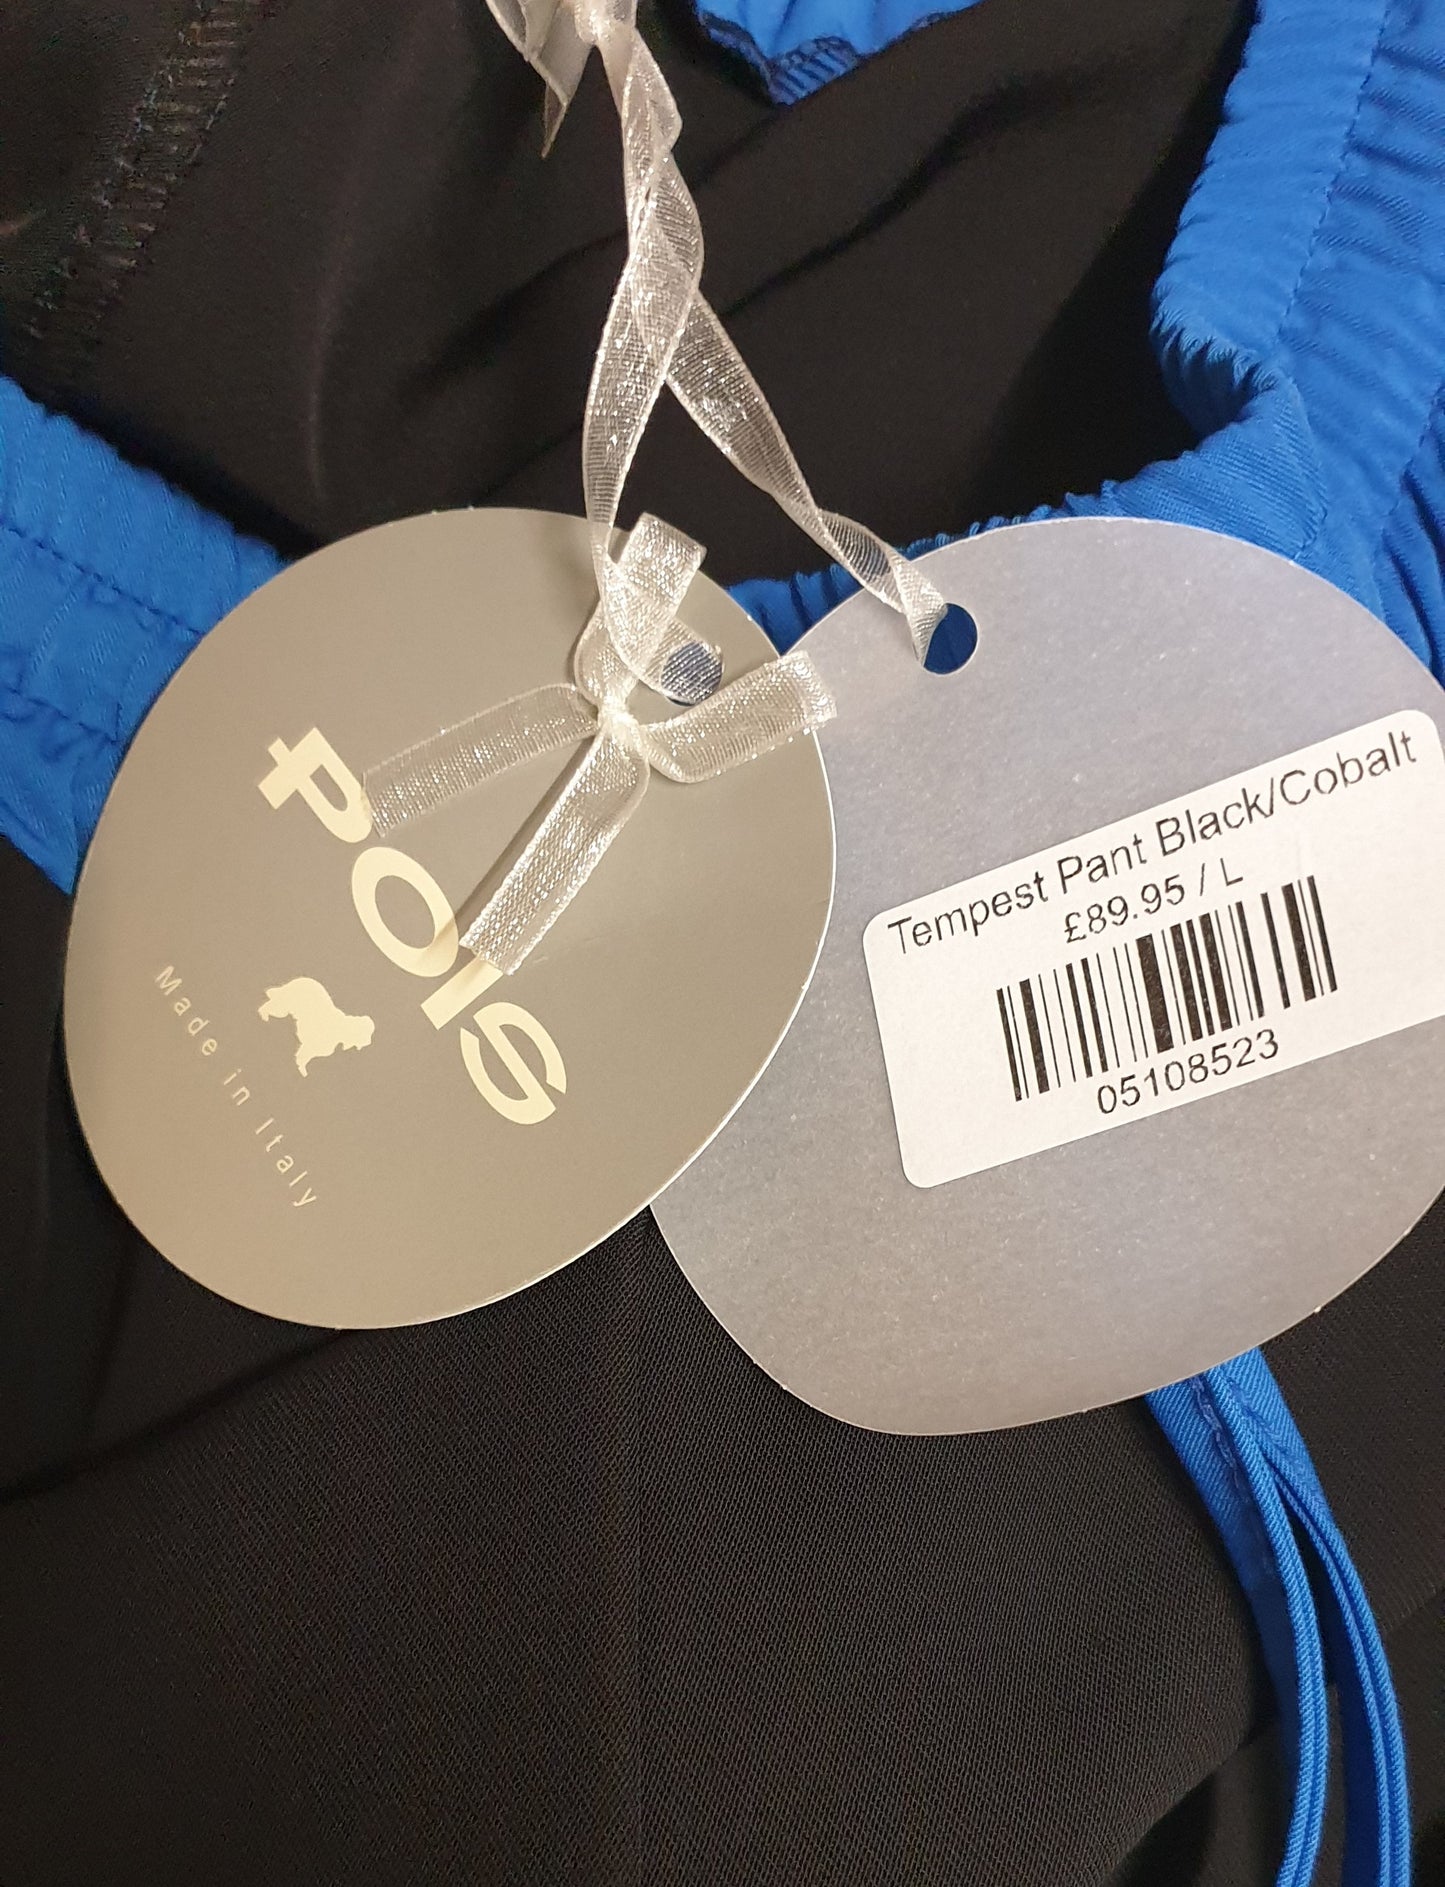 POIS
Made in Italy
Tempest Pant Black/Cobalt
£89.95 / L
05108523